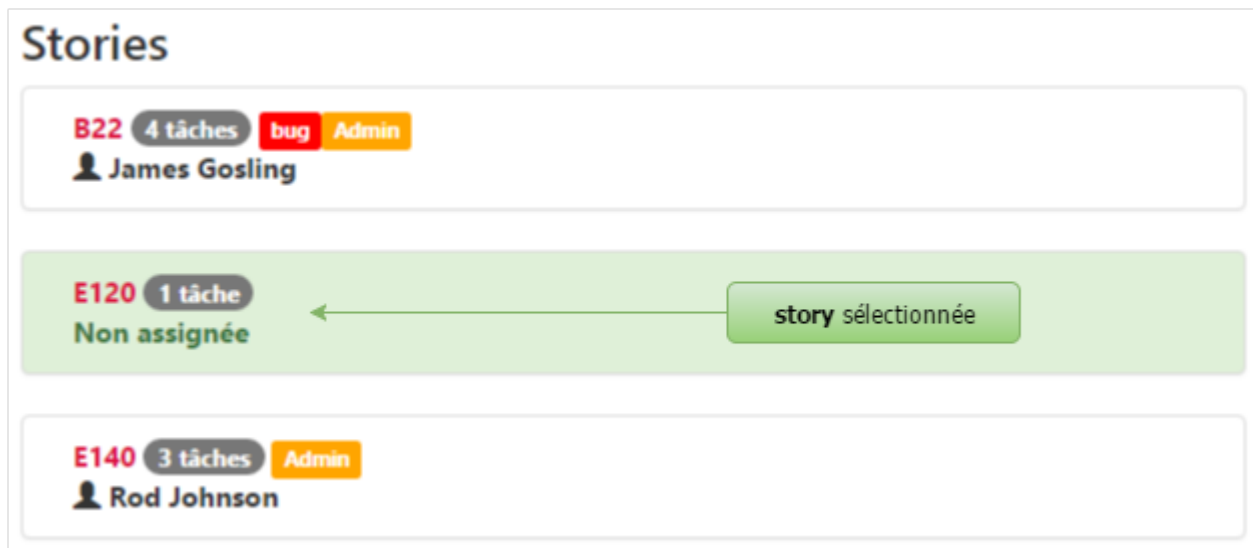 Stories
B22 4 tâches bug Admin
James Gosling
E120 1 tâche
story sélectionnée
Non assignée
E140 3 tâches Admin
Rod Johnson